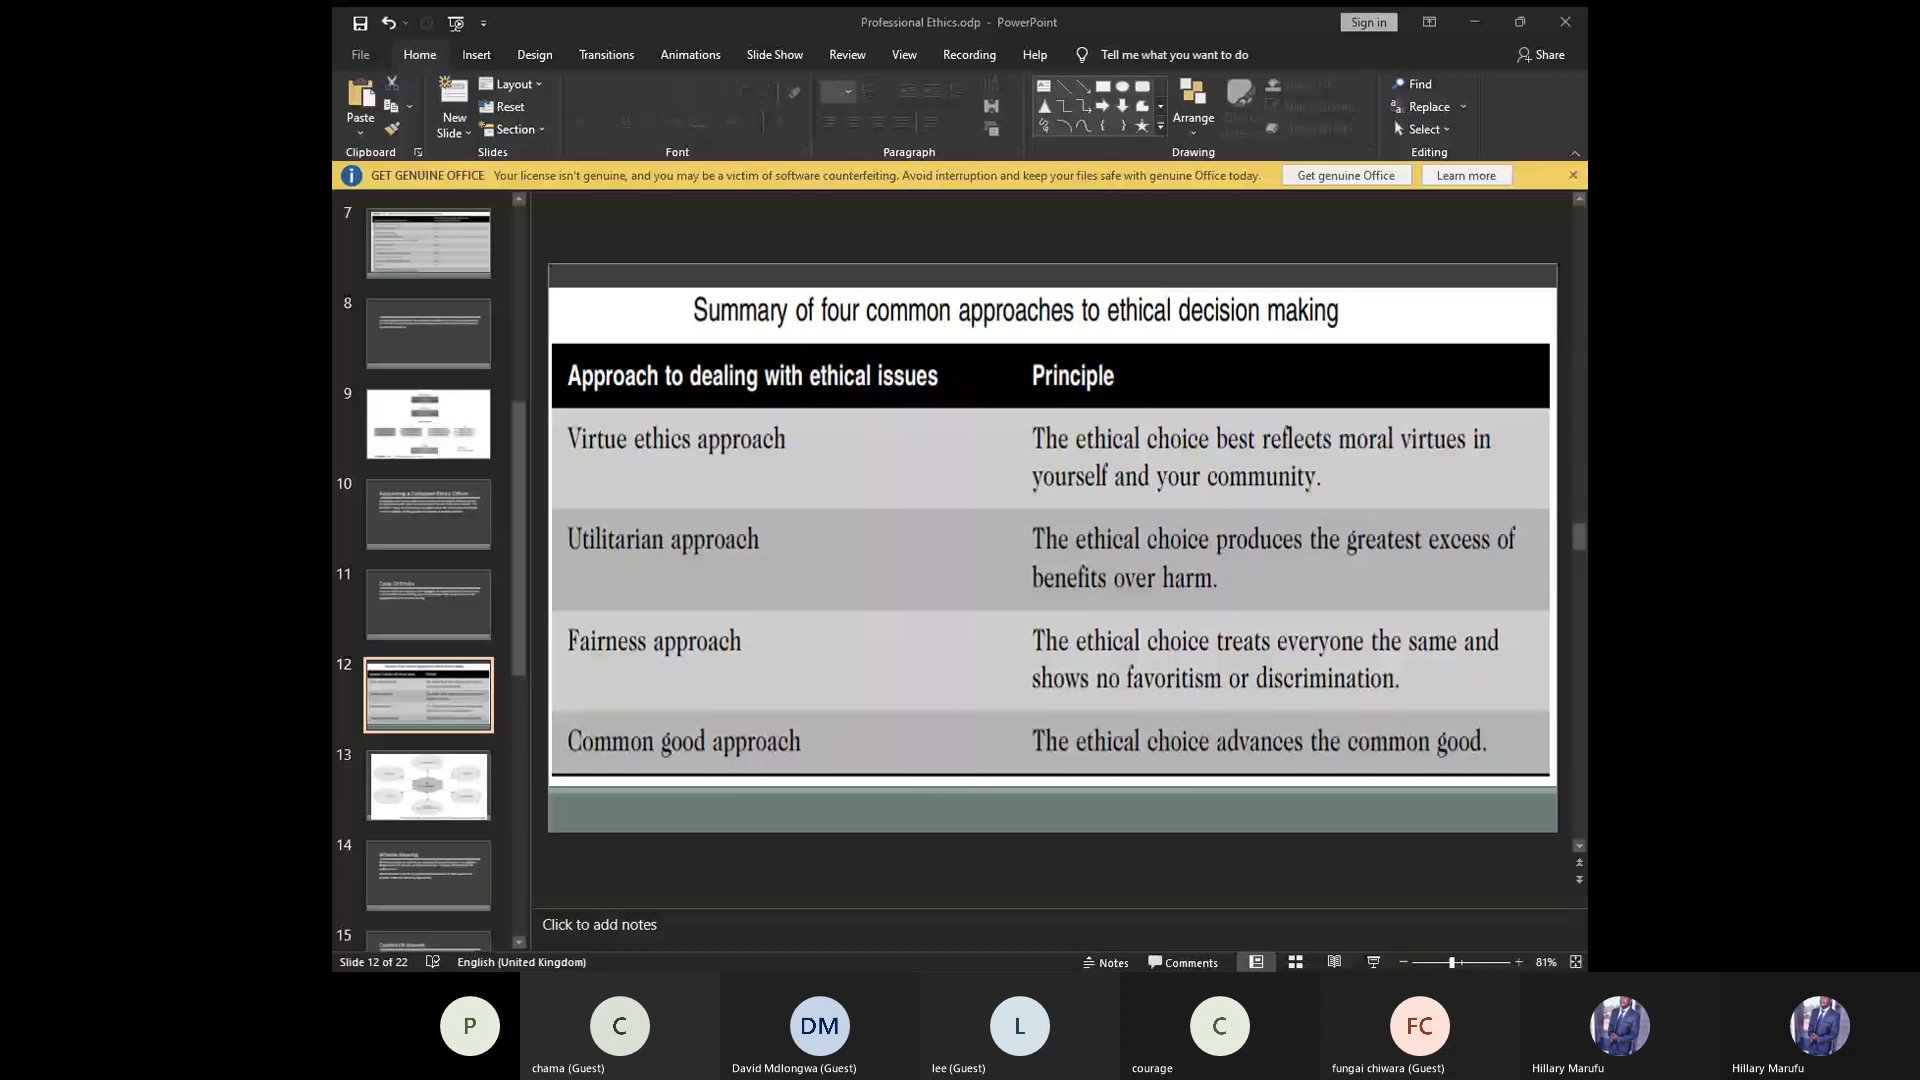 Professional Ethics.odp - PowerPoint
Sign in
File Home Insert Design Transitions Animations Slide Show Review View Recording Help Tell me what you want to do Share
Paste
New Slide
Layout
Reset
Section
Arrange
Find
Replace
Select
Clipboard Slides Font Paragraph Drawing Editing
GET GENUINE OFFICE Your license isn't genuine, and you may be a victim of software counterfeiting. Avoid interruption and keep your files safe with genuine Office today. Get genuine Office Learn more
7
8
9
10
11
Code Of Ethics
12
13
14
15
Summary of four common approaches to ethical decision making
Approach to dealing with ethical issues Principle
Virtue ethics approach The ethical choice best reflects moral virtues in
yourself and your community.
Utilitarian approach The ethical choice produces the greatest excess of
benefits over harm.
Fairness approach The ethical choice treats everyone the same and
shows no favoritism or discrimination.
Common good approach The ethical choice advances the common good.
Click to add notes
Slide 12 of 22 English (United Kingdom) Notes Comments 81%
P C DM L C FC
chama (Guest) David Mdlongwa (Guest) lee (Guest) courage fungai chiwara (Guest) Hillary Marufu Hillary Marufu